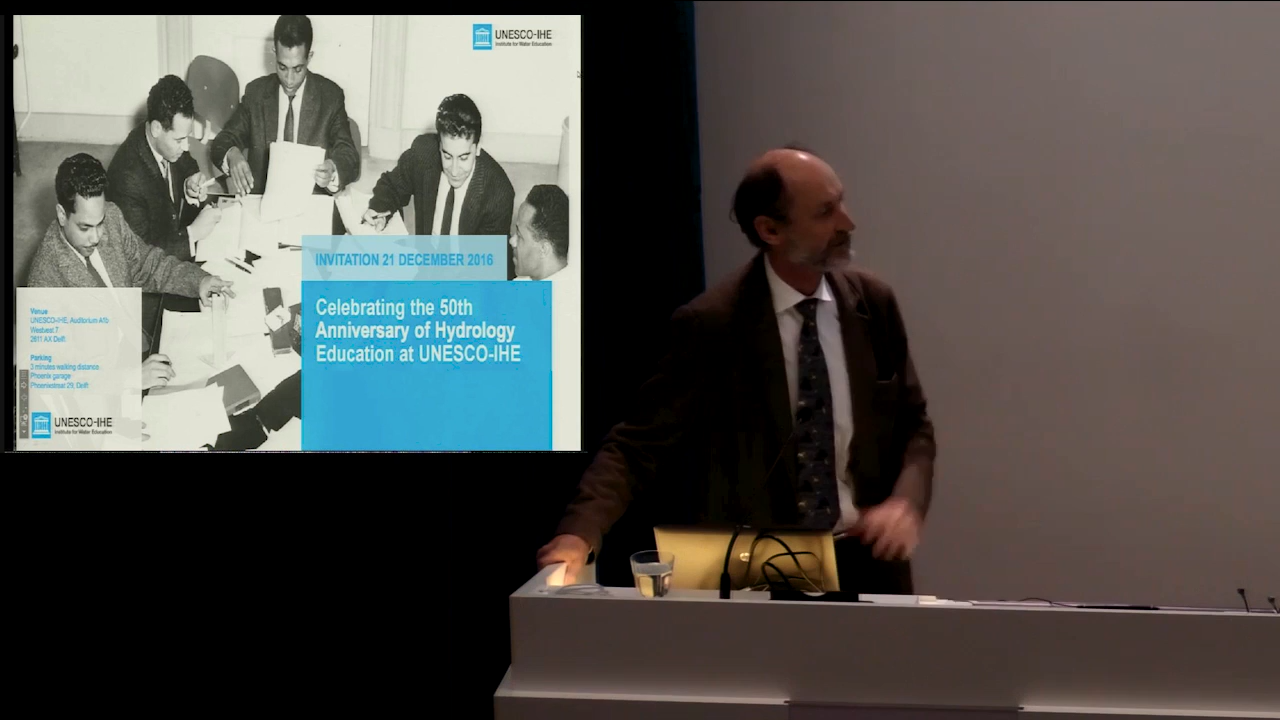 UNESCO-IHE
Institute for Water Education
INVITATION 21 DECEMBER 2016
Celebrating the 50th
Anniversary of Hydrology
Education at UNESCO-IHE
Venue
UNESCO-IHE, Auditorium A1b
Westvest 7
2611 AX Delft
Parking
3 minutes walking distance
Phoenix garage
Phoenixstraat 29, Delft
UNESCO-IHE
Institute for Water Education